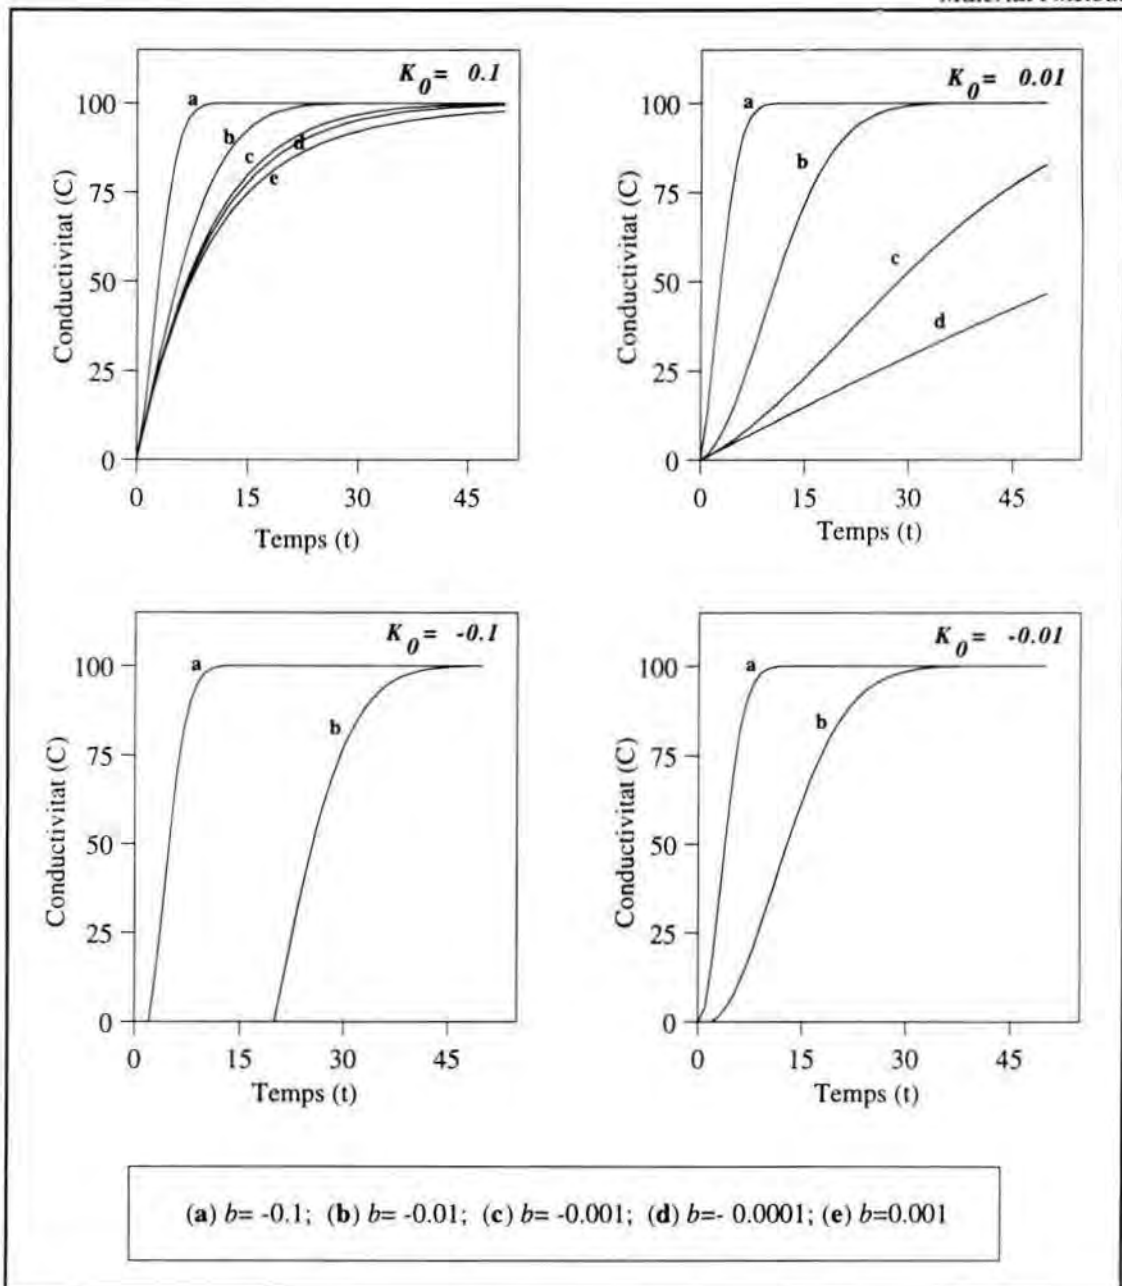 K0 = 0.1
100
75
50
25
0
a
b
c
d
e
Conductivitat (C)
0 15 30 45
Temps (t)
K0 = 0.01
100
75
50
25
0
a
b
c
d
Conductivitat (C)
0 15 30 45
Temps (t)
K0 = -0.1
100
75
50
25
0
a
b
Conductivitat (C)
0 15 30 45
Temps (t)
K0 = -0.01
100
75
50
25
0
a
b
Conductivitat (C)
0 15 30 45
Temps (t)
(a) b= -0.1; (b) b= -0.01; (c) b= -0.001; (d) b=- 0.0001; (e) b=0.001